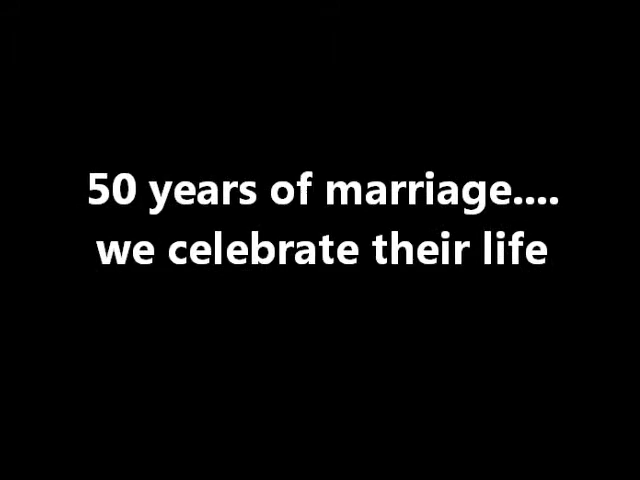 50 years of marriage....
we celebrate their life